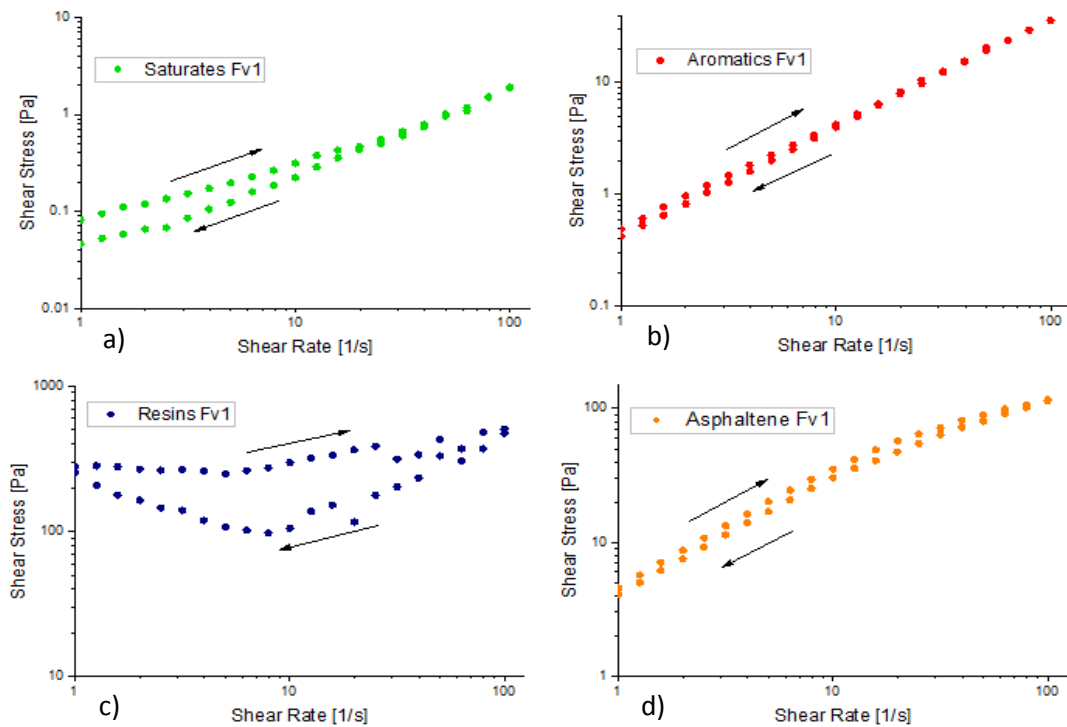 10
1
0.1
0.01
Shear Stress [Pa]
Saturates Fv1
1
10
100
a)
Shear Rate [1/s]
10
1
0.1
Shear Stress [Pa]
Aromatics Fv1
1
10
100
b)
Shear Rate [1/s]
1000
100
10
Shear Stress [Pa]
Resins Fv1
1
10
100
c)
Shear Rate [1/s]
100
10
1
Shear Stress [Pa]
Asphaltene Fv1
1
10
100
d)
Shear Rate [1/s]